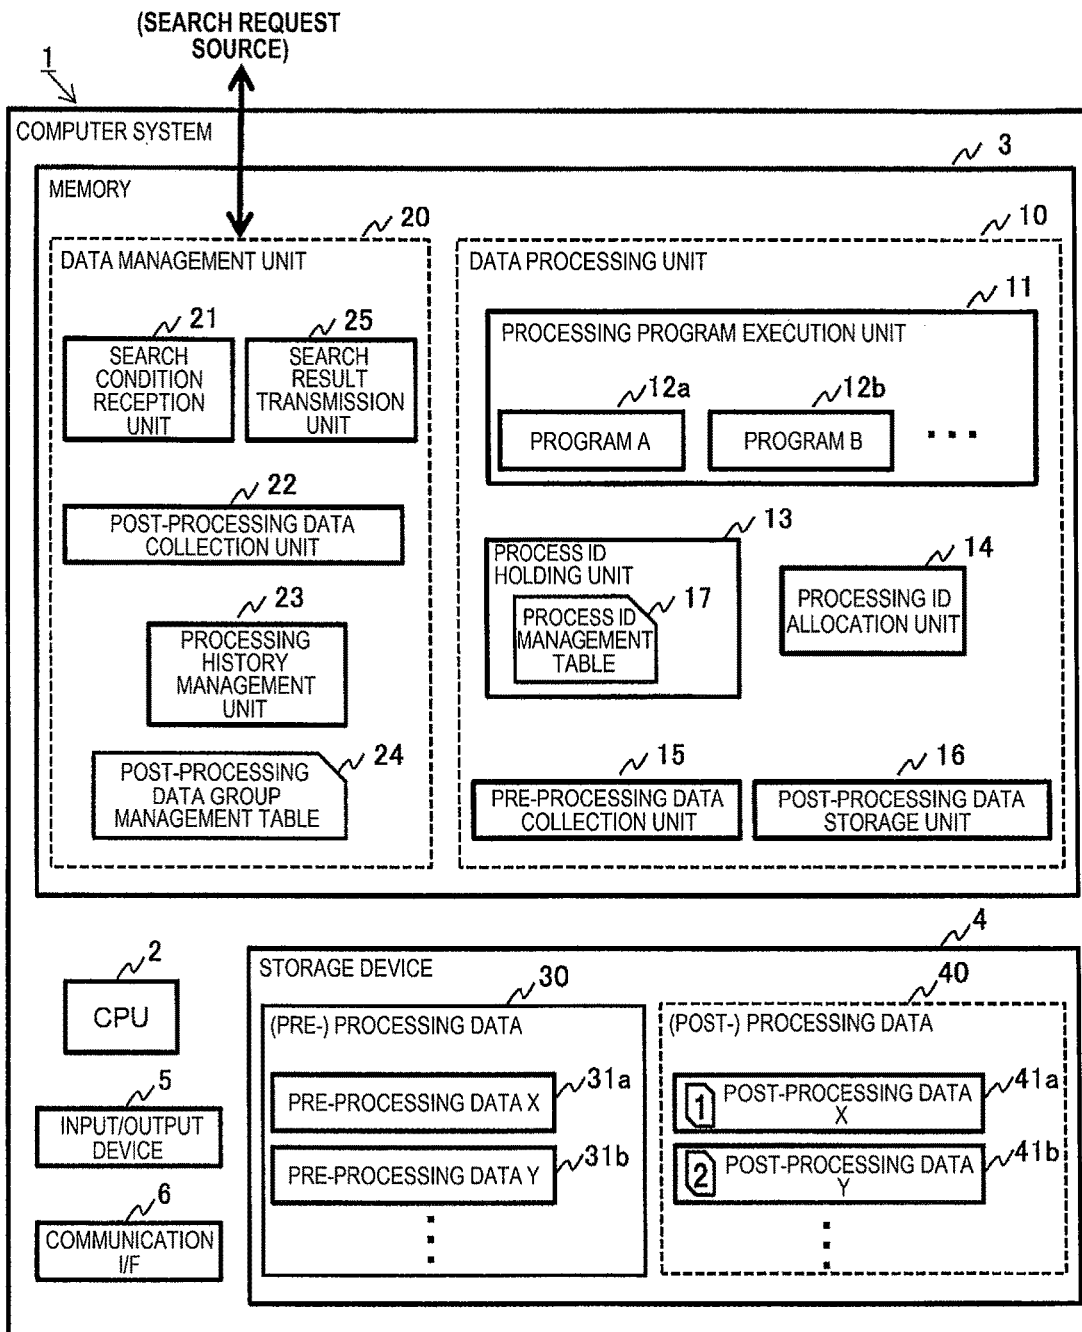 (SEARCH REQUEST
SOURCE)
1
COMPUTER SYSTEM
3
MEMORY
20
DATA MANAGEMENT UNIT
21
SEARCH
CONDITION
RECEPTION
UNIT
25
SEARCH
RESULT
TRANSMISSION
UNIT
22
POST-PROCESSING DATA
COLLECTION UNIT
23
PROCESSING
HISTORY
MANAGEMENT
UNIT
24
POST-PROCESSING
DATA GROUP
MANAGEMENT TABLE
10
DATA PROCESSING UNIT
11
PROCESSING PROGRAM EXECUTION UNIT
12a
PROGRAM A
12b
PROGRAM B
13
PROCESS ID
HOLDING UNIT
17
PROCESS ID
MANAGEMENT
TABLE
14
PROCESSING ID
ALLOCATION UNIT
15
PRE-PROCESSING DATA
COLLECTION UNIT
16
POST-PROCESSING DATA
STORAGE UNIT
2
CPU
5
INPUT/OUTPUT
DEVICE
6
COMMUNICATION
I/F
4
STORAGE DEVICE
30
(PRE-) PROCESSING DATA
31a
PRE-PROCESSING DATA X
31b
PRE-PROCESSING DATA Y
40
(POST-) PROCESSING DATA
41a
1 POST-PROCESSING DATA
X
41b
2 POST-PROCESSING DATA
Y